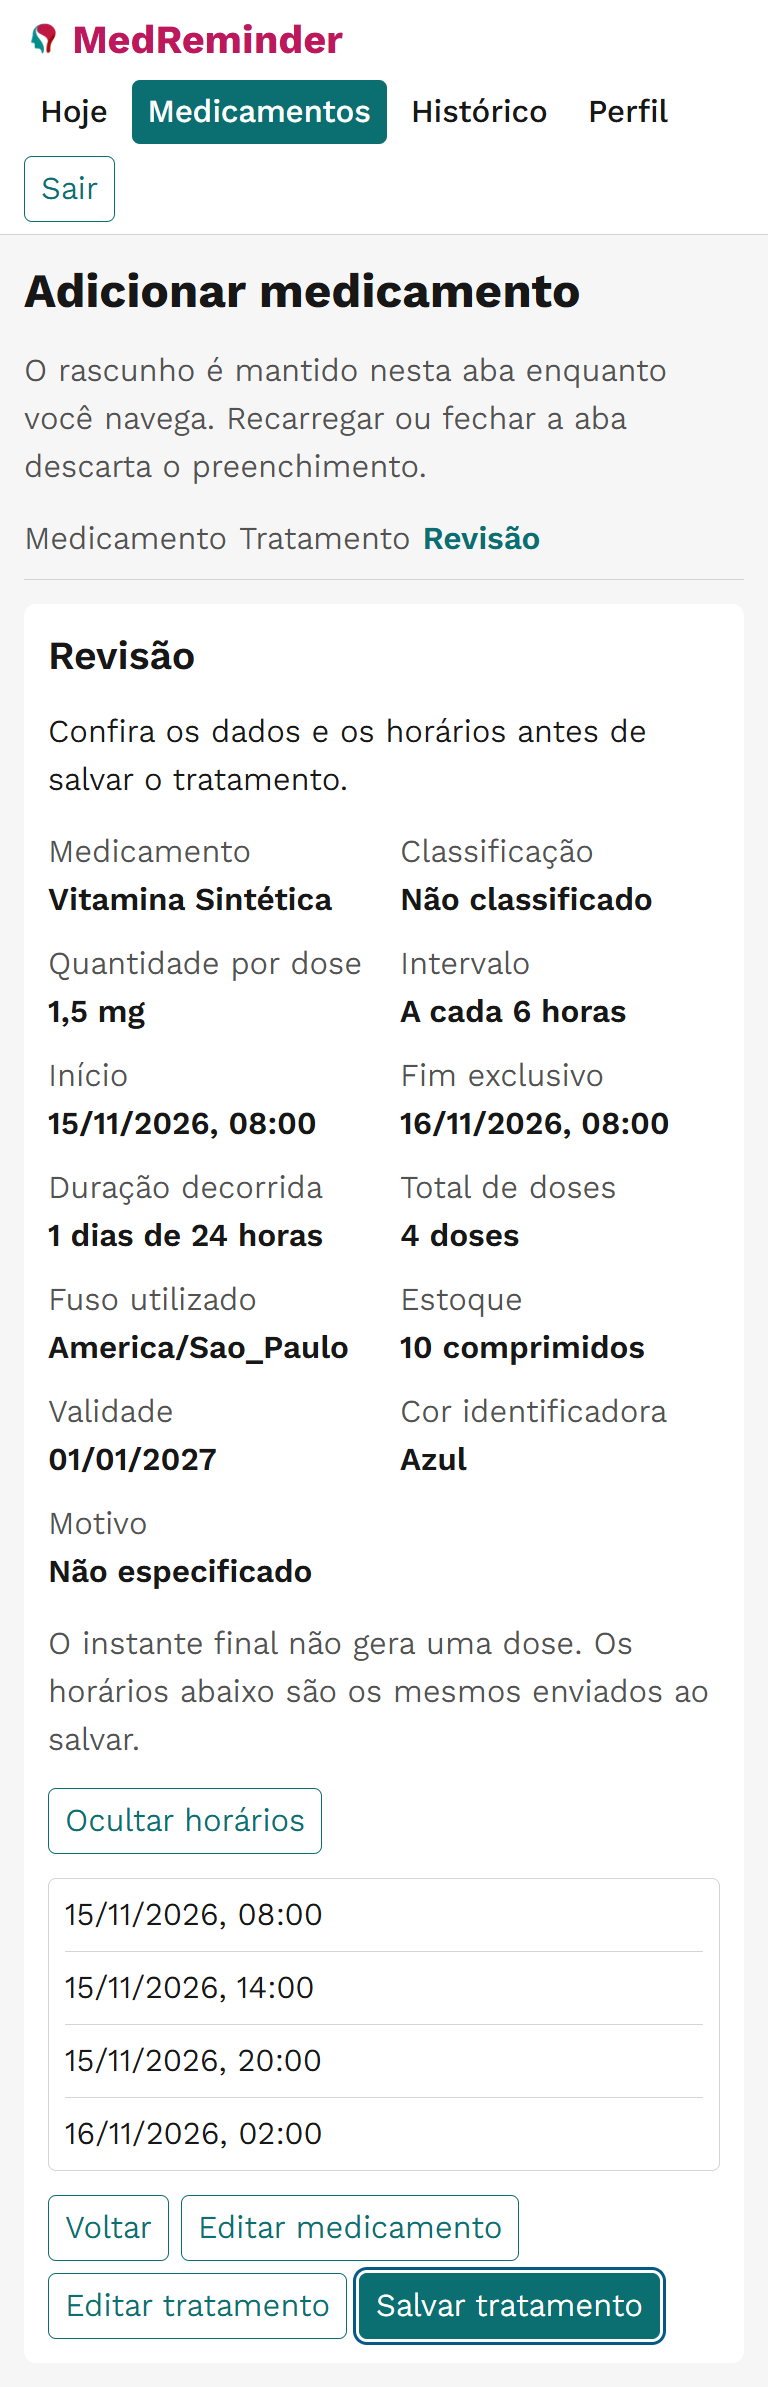 MedReminder
Hoje Medicamentos Histórico Perfil
Sair
Adicionar medicamento
O rascunho é mantido nesta aba enquanto
você navega. Recarregar ou fechar a aba
descarta o preenchimento.
Medicamento Tratamento Revisão
Revisão
Confira os dados e os horários antes de
salvar o tratamento.
Medicamento Classificação
Vitamina Sintética Não classificado
Quantidade por dose Intervalo
1,5 mg A cada 6 horas
Início Fim exclusivo
15/11/2026, 08:00 16/11/2026, 08:00
Duração decorrida Total de doses
1 dias de 24 horas 4 doses
Fuso utilizado Estoque
America/Sao_Paulo 10 comprimidos
Validade Cor identificadora
01/01/2027 Azul
Motivo
Não especificado
O instante final não gera uma dose. Os
horários abaixo são os mesmos enviados ao
salvar.
Ocultar horários
15/11/2026, 08:00
15/11/2026, 14:00
15/11/2026, 20:00
16/11/2026, 02:00
Voltar Editar medicamento
Editar tratamento Salvar tratamento